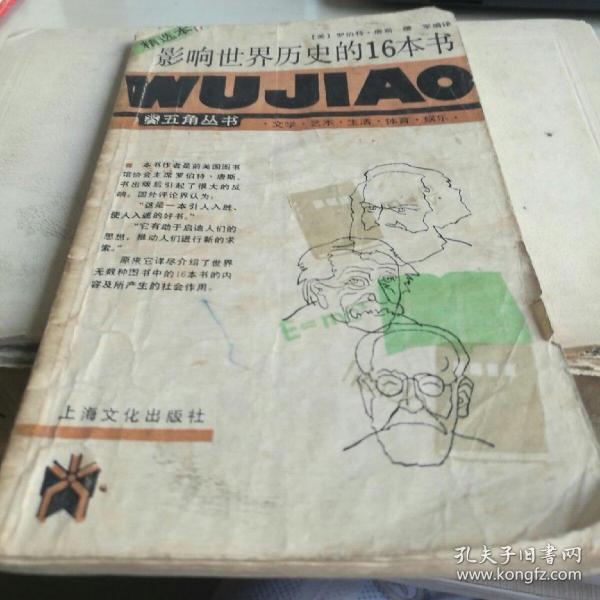 精选本
[美]罗伯特·唐斯 缨 军编译
影响世界历史的16本书
WUJIAO
五角丛书
·文学·艺术·生活·体育·娱乐·
本书作者是前美国图书
馆协会主席罗伯特·唐斯。
书出版后引起了很大的反
响。国外评论界认为:
“这是一本引人入胜、
使人入迷的好书。”
“它有助于启迪人们的
思想,推动人们进行新的求
索。”
原来它详尽介绍了世界
无数种图书中的16本书的内
容及所产生的社会作用。
E=mc
上海文化出版社
孔夫子旧书网
www.kongfz.com